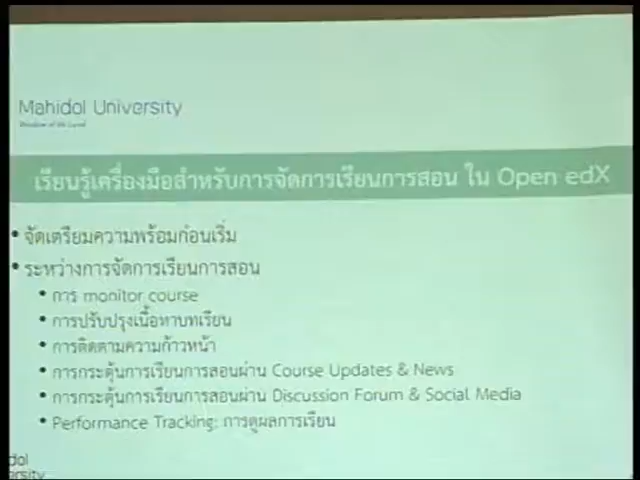 Mahidol University
Wisdom of the Land
เรียนรู้เครื่องมือสำหรับการจัดการเรียนการสอน ใน Open edX
• จัดเตรียมความพร้อมก่อนเริ่ม
• ระหว่างการจัดการเรียนการสอน
• การ monitor course
• การปรับปรุงเนื้อหาบทเรียน
• การติดตามความก้าวหน้า
• การกระตุ้นการเรียนการสอนผ่าน Course Updates & News
• การกระตุ้นการเรียนการสอนผ่าน Discussion Forum & Social Media
• Performance Tracking: การดูผลการเรียน
dol
ersity